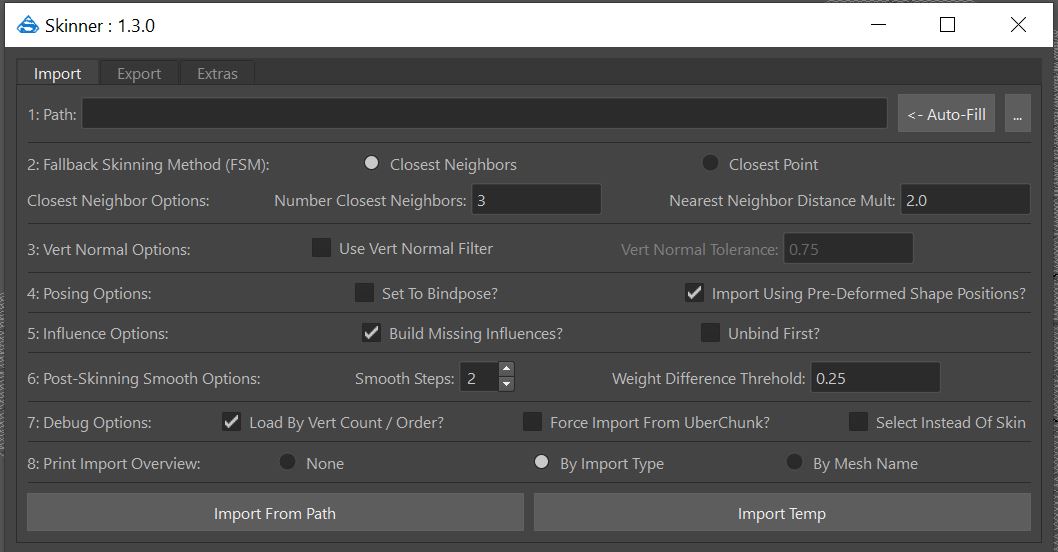 Skinner : 1.3.0
Import Export Extras
1: Path: <- Auto-Fill ...
2: Fallback Skinning Method (FSM): Closest Neighbors Closest Point
Closest Neighbor Options: Number Closest Neighbors: 3 Nearest Neighbor Distance Mult: 2.0
3: Vert Normal Options: Use Vert Normal Filter Vert Normal Tolerance: 0.75
4: Posing Options: Set To Bindpose? Import Using Pre-Deformed Shape Positions?
5: Influence Options: Build Missing Influences? Unbind First?
6: Post-Skinning Smooth Options: Smooth Steps: 2 Weight Difference Threhold: 0.25
7: Debug Options: Load By Vert Count / Order? Force Import From UberChunk? Select Instead Of Skin
8: Print Import Overview: None By Import Type By Mesh Name
Import From Path Import Temp